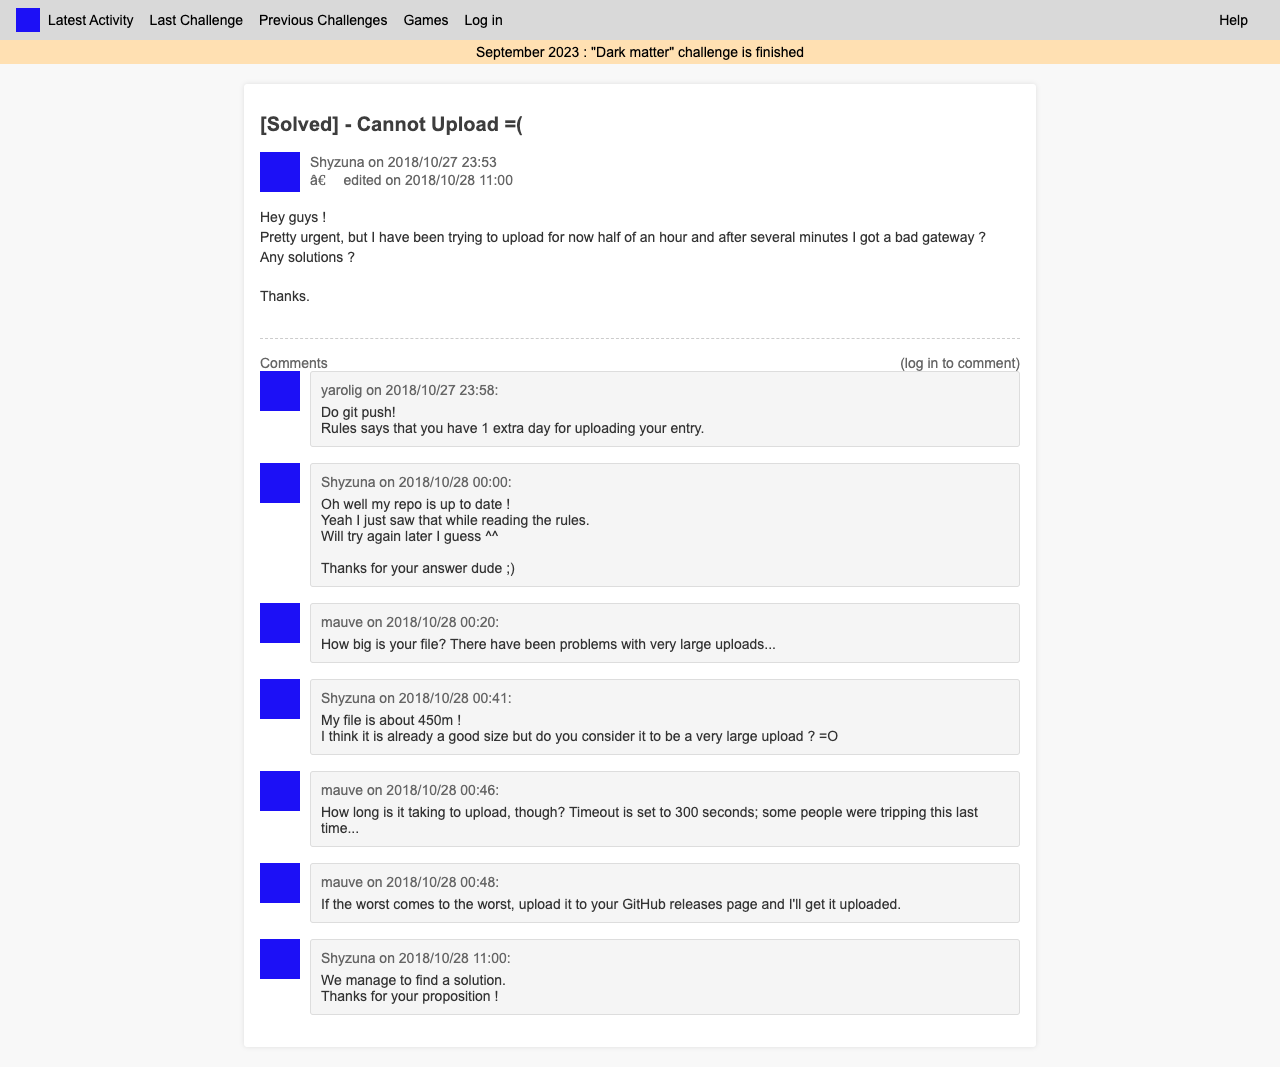 Latest Activity Last Challenge Previous Challenges Games Log in Help
September 2023 : "Dark matter" challenge is finished
[Solved] - Cannot Upload =(
Shyzuna on 2018/10/27 23:53
â€ edited on 2018/10/28 11:00
Hey guys !
Pretty urgent, but I have been trying to upload for now half of an hour and after several minutes I got a bad gateway ?
Any solutions ?
Thanks.
Comments (log in to comment)
yarolig on 2018/10/27 23:58:
Do git push!
Rules says that you have 1 extra day for uploading your entry.
Shyzuna on 2018/10/28 00:00:
Oh well my repo is up to date !
Yeah I just saw that while reading the rules.
Will try again later I guess ^^
Thanks for your answer dude ;)
mauve on 2018/10/28 00:20:
How big is your file? There have been problems with very large uploads...
Shyzuna on 2018/10/28 00:41:
My file is about 450m !
I think it is already a good size but do you consider it to be a very large upload ? =O
mauve on 2018/10/28 00:46:
How long is it taking to upload, though? Timeout is set to 300 seconds; some people were tripping this last
time...
mauve on 2018/10/28 00:48:
If the worst comes to the worst, upload it to your GitHub releases page and I'll get it uploaded.
Shyzuna on 2018/10/28 11:00:
We manage to find a solution.
Thanks for your proposition !